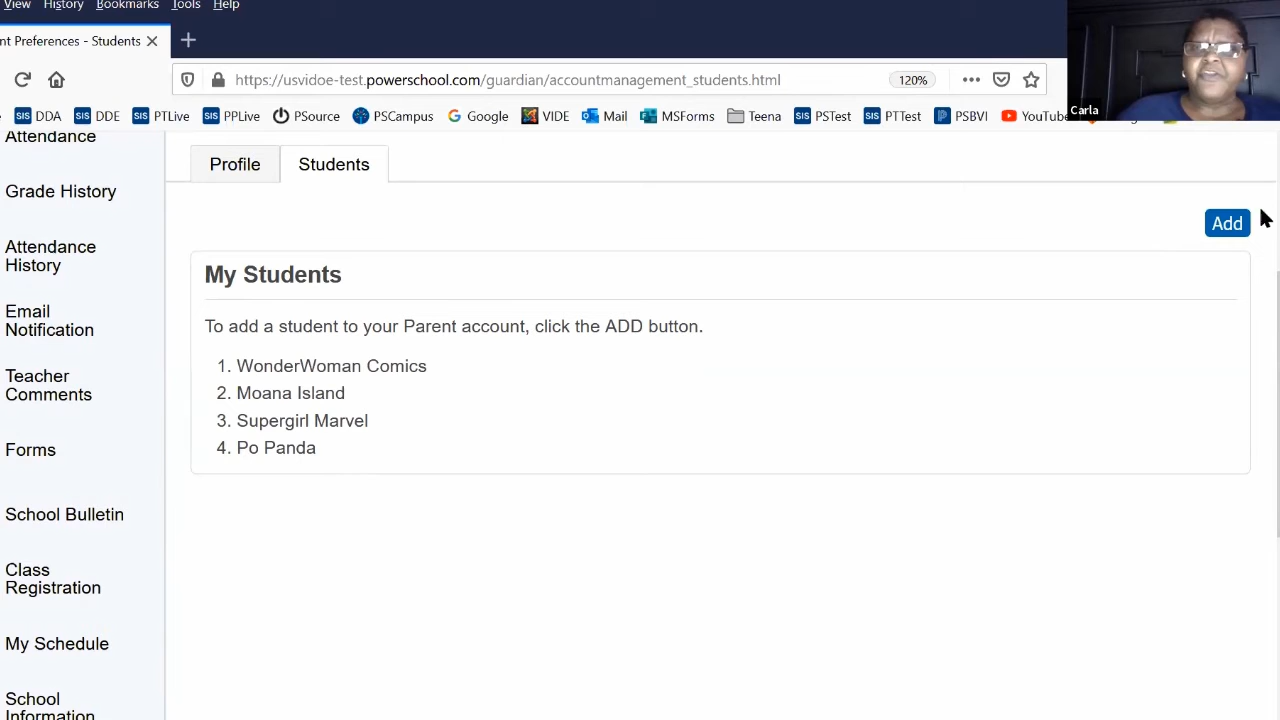 View History Bookmarks Tools Help
nt Preferences - Students
https://usvidoe-test.powerschool.com/guardian/accountmanagement_students.html 120%
SIS DDA SIS DDE SIS PTLive SIS PPLive PSource PSCampus Google VIDE Mail MSForms Teena SIS PSTest SIS PTTest PSBVI YouTube
Carla
Attendance
Grade History
Attendance
History
Email
Notification
Teacher
Comments
Forms
School Bulletin
Class
Registration
My Schedule
School
Information
Profile Students
Add
My Students
To add a student to your Parent account, click the ADD button.
1. WonderWoman Comics
2. Moana Island
3. Supergirl Marvel
4. Po Panda